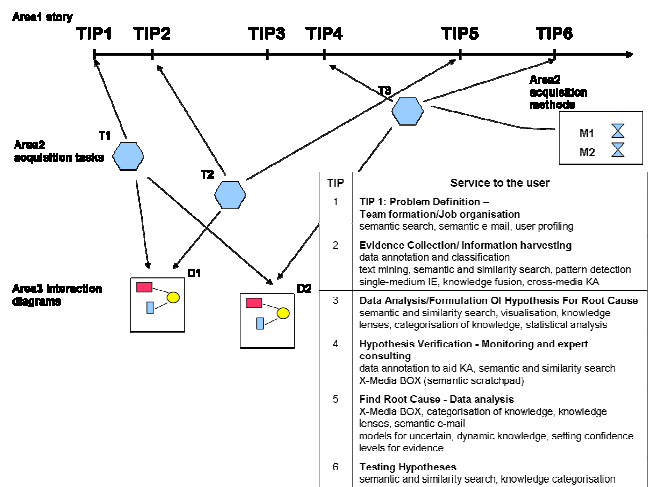 Area1 story
TIP1 TIP2 TIP3 TIP4 TIP5 TIP6
T3
Area2
acquisition
methods
M1
M2
T1
Area2
acquisition tasks
T2
D1
Area3 interaction
diagrams
D2
TIP Service to the user
1 TIP 1: Problem Definition –
Team formation/Job organisation
semantic search, semantic e mail, user profiling
2 Evidence Collection/ Information harvesting
data annotation and classification
text mining, semantic and similarity search, pattern detection
single-medium IE, knowledge fusion, cross-media KA
3 Data Analysis/Formulation Of Hypothesis For Root Cause
semantic and similarity search, visualisation, knowledge
lenses, categorisation of knowledge, statistical analysis
4 Hypothesis Verification - Monitoring and expert
consulting
data annotation to aid KA, semantic and similarity search
X-Media BOX (semantic scratchpad)
5 Find Root Cause - Data analysis
X-Media BOX, categorisation of knowledge, knowledge
lenses, semantic e-mail
models for uncertain, dynamic knowledge, setting confidence
levels for evidence
6 Testing Hypotheses
semantic and similarity search, knowledge categorisation